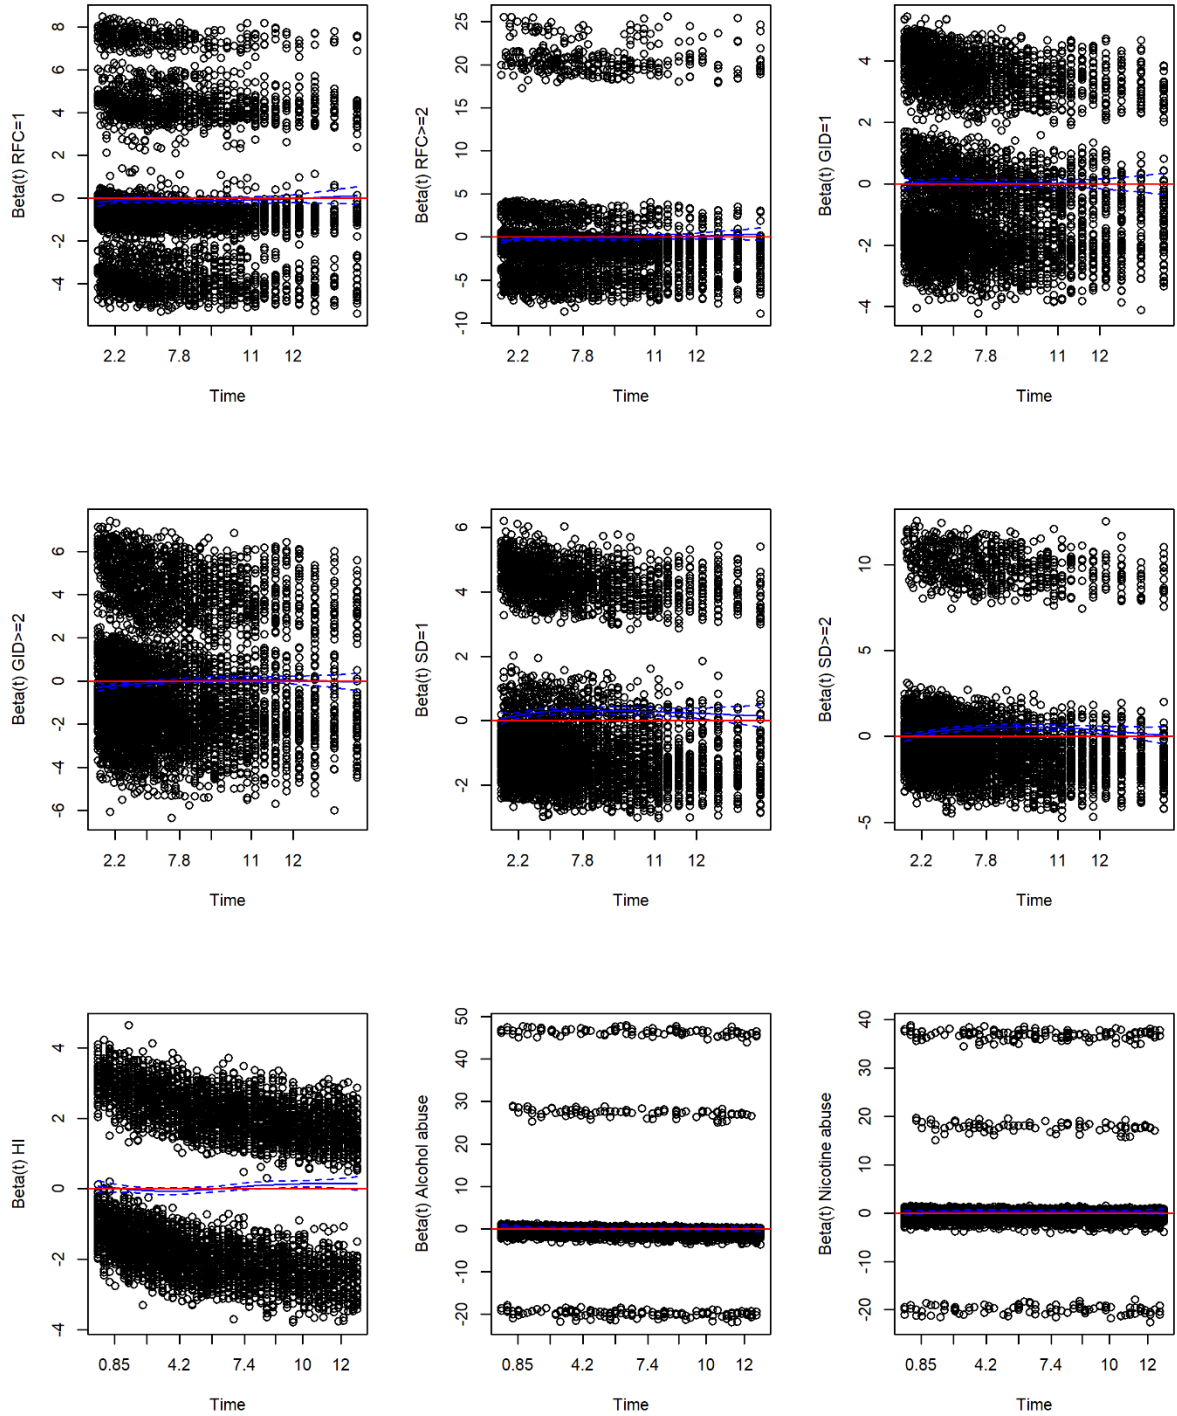 Beta(t) RFC=1
8
6
4
2
0
-2
-4
2.2 7.8 11 12
Time
Beta(t) RFC>=2
25
20
15
10
5
0
-5
-10
2.2 7.8 11 12
Time
Beta(t) GID=1
4
2
0
-2
-4
2.2 7.8 11 12
Time
Beta(t) GID>=2
6
4
2
0
-2
-4
-6
2.2 7.8 11 12
Time
Beta(t) SD=1
6
4
2
0
-2
2.2 7.8 11 12
Time
Beta(t) SD>=2
10
5
0
-5
2.2 7.8 11 12
Time
Beta(t) HI
4
2
0
-2
-4
0.85 4.2 7.4 10 12
Time
Beta(t) Alcohol abuse
50
40
30
20
10
0
-10
-20
0.85 4.2 7.4 10 12
Time
Beta(t) Nicotine abuse
40
30
20
10
0
-10
-20
0.85 4.2 7.4 10 12
Time